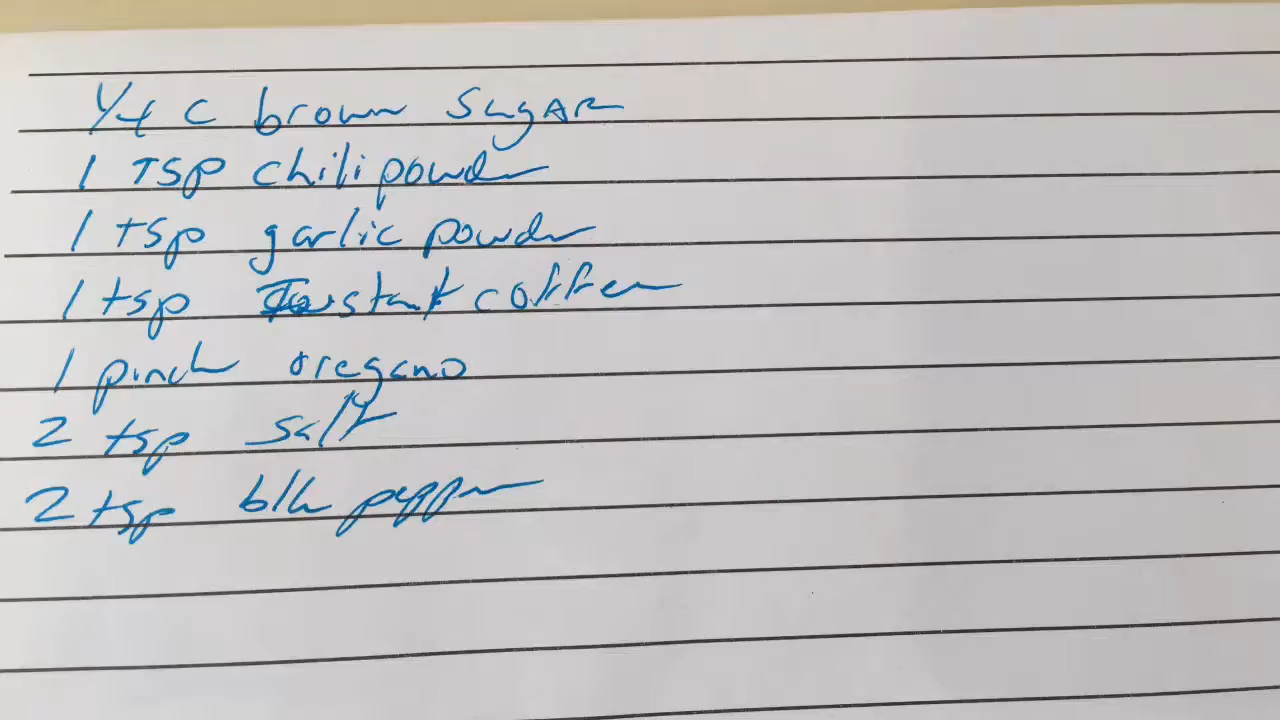 1/4 c brown sugar
1 Tsp chili powder
1 tsp garlic powder
1 tsp Instant coffee
1 pinch oregano
2 tsp salt
2 tsp blk pepper